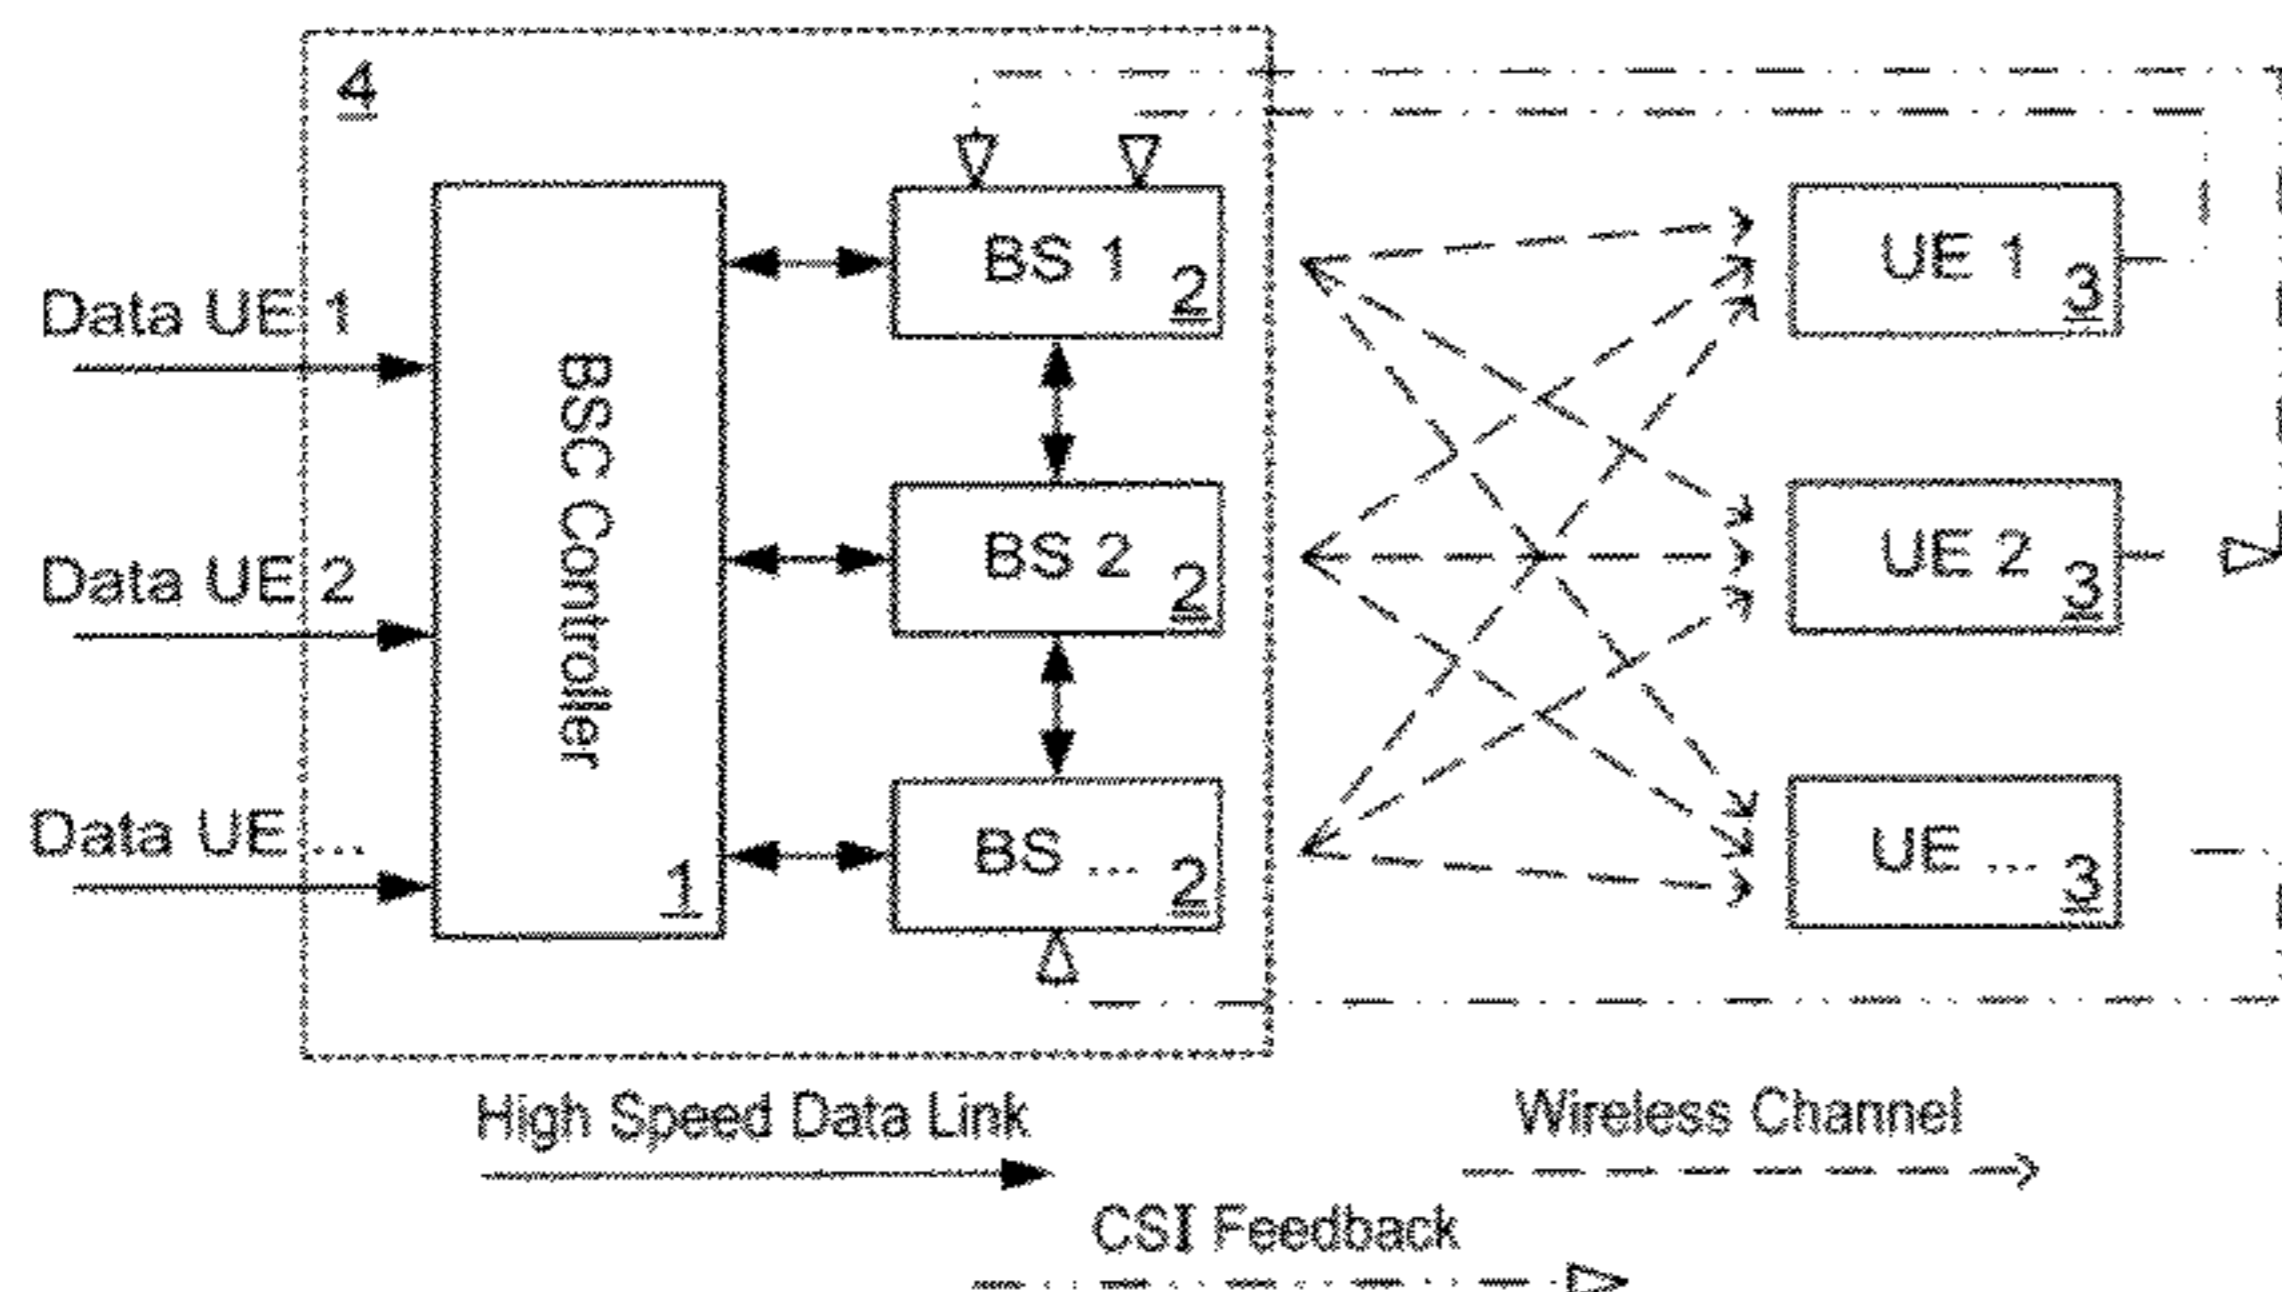 4
Data UE 1
Data UE 2
Data UE ...
BSC Controller
1
BS 1
2
BS 2
2
BS ...
2
UE 1
3
UE 2
3
UE ...
3
High Speed Data Link
Wireless Channel
CSI Feedback